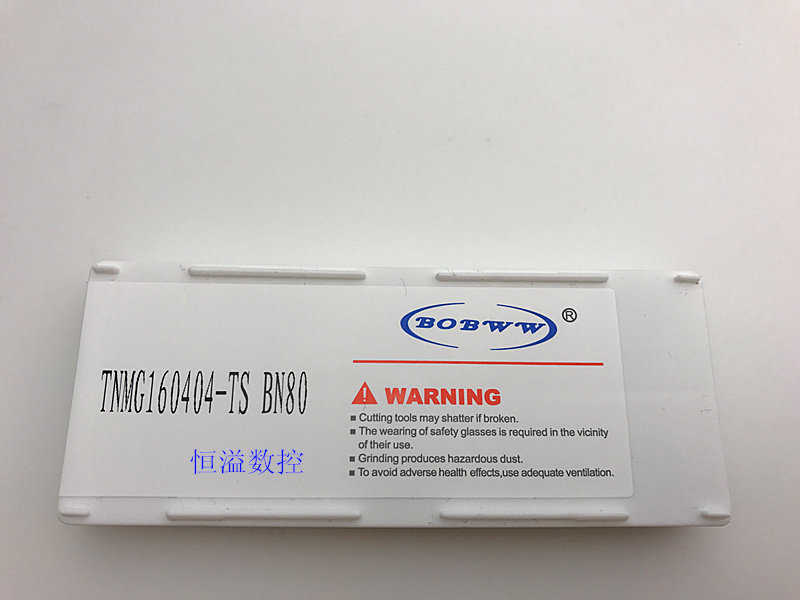 BOBWW®
TNMG160404-TS BN80
WARNING
Cutting tools may shatter if broken.
The wearing of safety glasses is required in the vicinity
of their use.
Grinding produces hazardous dust.
To avoid adverse health effects,use adequate ventilation.
恒溢数控